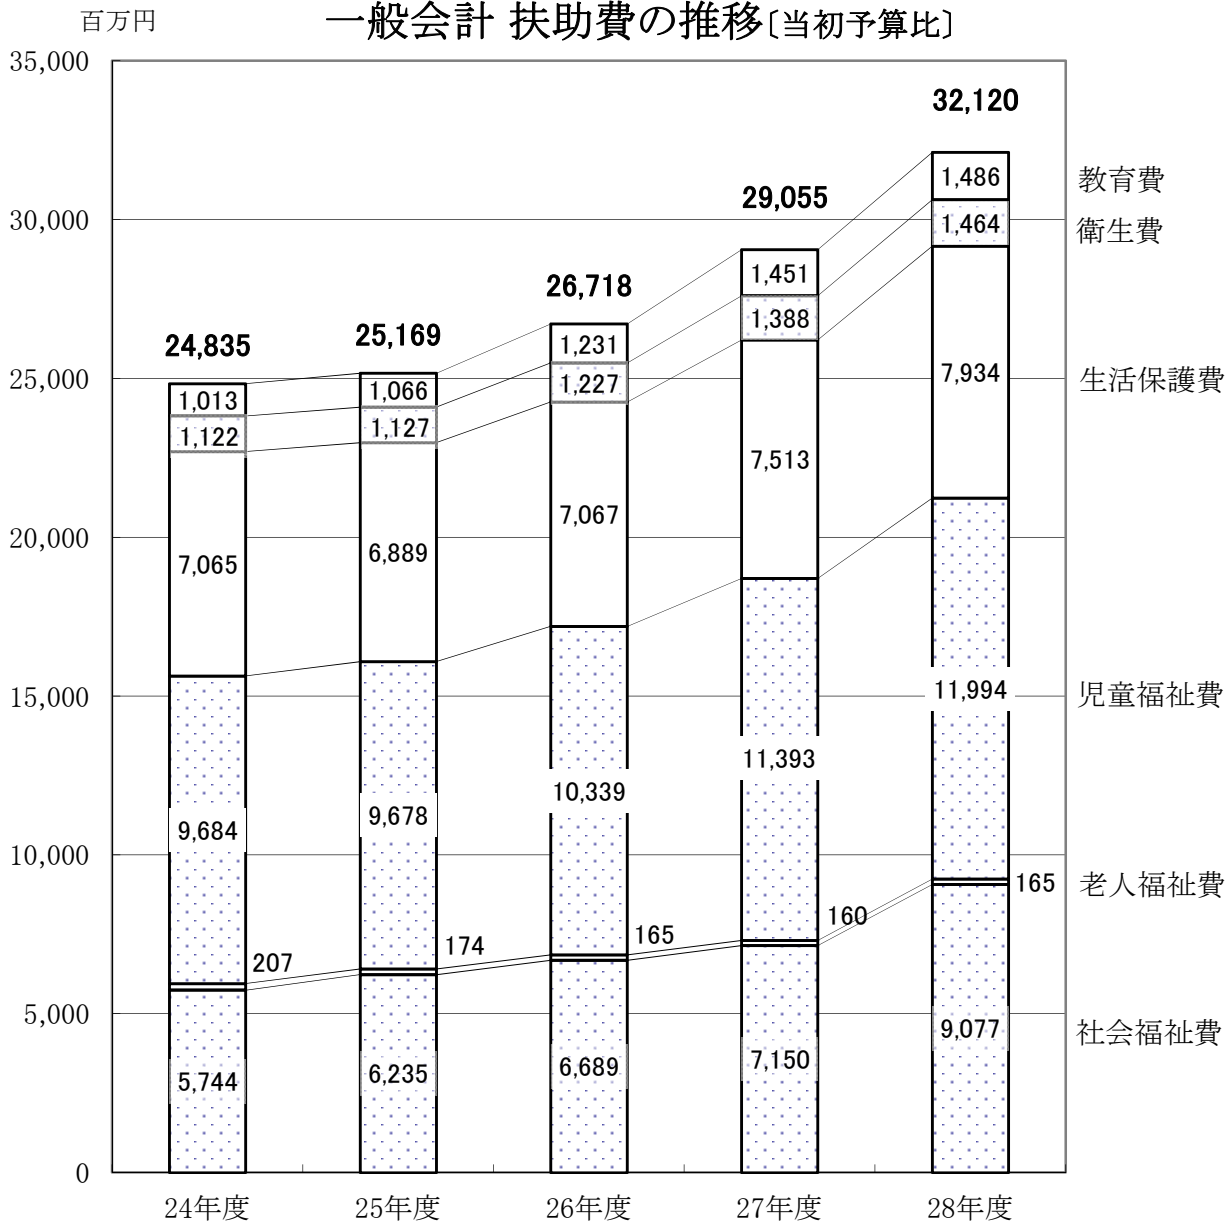 百万円
一般会計 扶助費の推移〔当初予算比〕
35,000
32,120
1,486 教育費
29,055
30,000
1,464 衛生費
1,451
26,718
1,388
24,835 25,169
1,231
25,000
1,013 1,066 1,227 7,934 生活保護費
1,122 1,127
7,513
7,067
20,000
7,065 6,889
15,000
11,994 児童福祉費
11,393
10,339
9,684 9,678
10,000
165 老人福祉費
160
165
174
207
5,000
9,077 社会福祉費
5,744 6,235 6,689 7,150
0
24年度 25年度 26年度 27年度 28年度